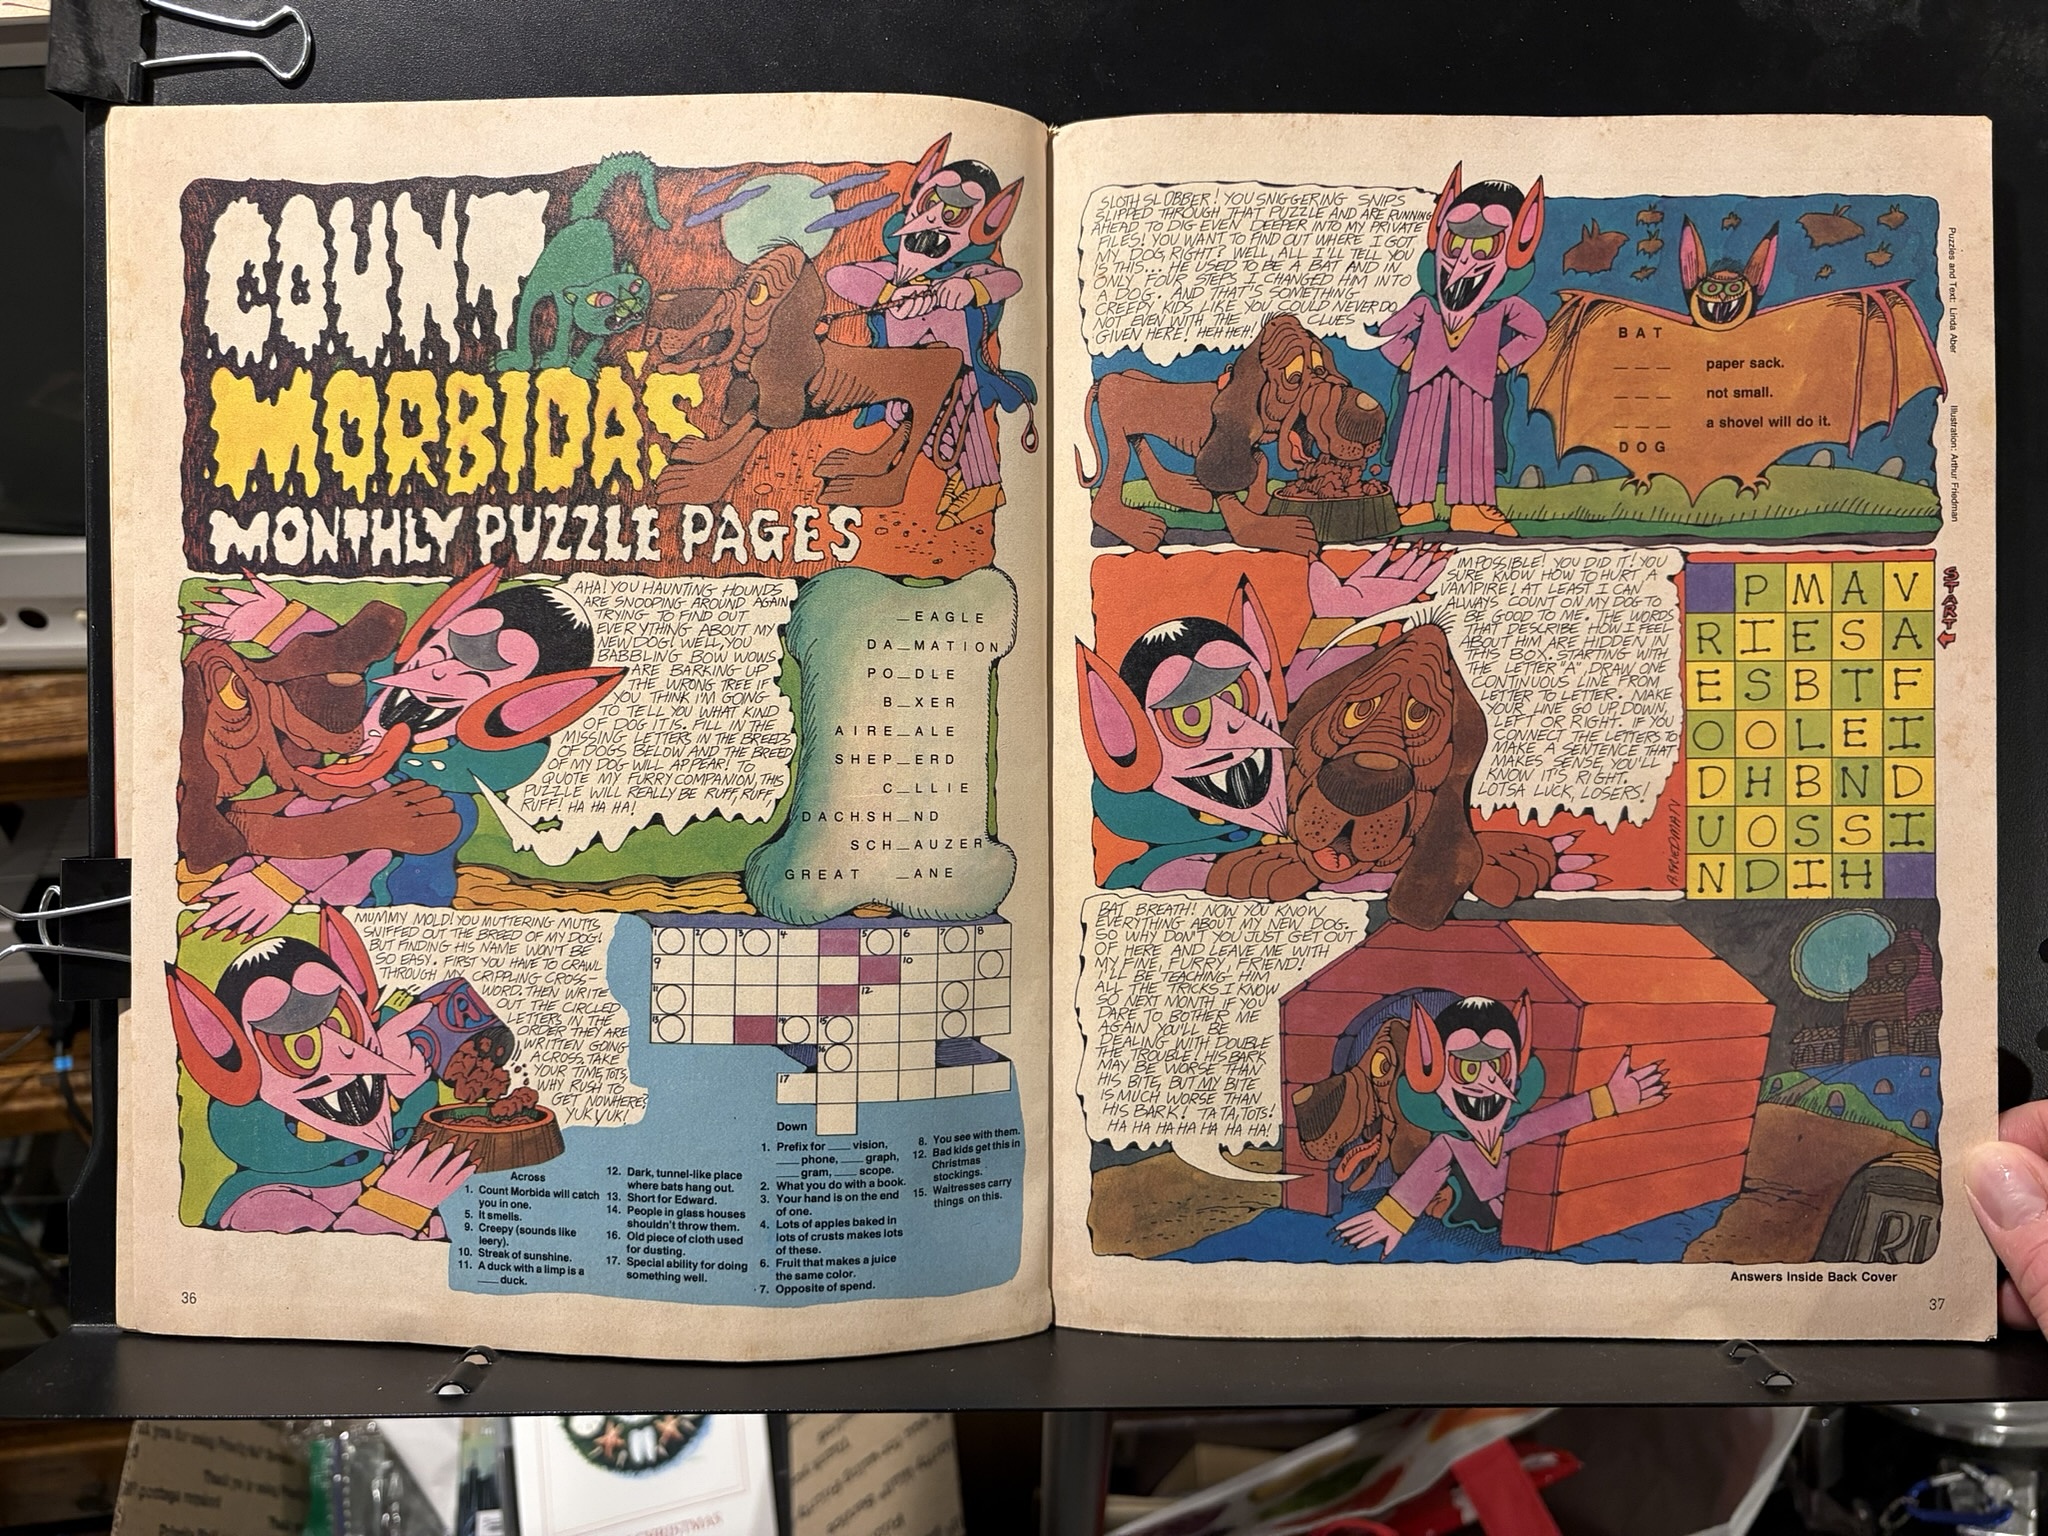 COUNT
MORBIDA'S
MONTHLY PUZZLE PAGES
AHA! YOU HAUNTING HOUNDS
ARE SNOOPING AROUND AGAIN
TRYING TO FIND OUT
EVERYTHING ABOUT MY
NEW DOG! WELL, YOU
BABBLING BOW WOWS
ARE BARKING UP
THE WRONG TREE IF
YOU THINK I'M GOING
TO TELL YOU WHAT KIND
OF DOG IT IS. FILL IN THE
MISSING LETTERS IN THE BREEDS
OF DOGS BELOW AND THE BREED
OF MY DOG WILL APPEAR! TO
QUOTE MY FURRY COMPANION, THIS
PUZZLE WILL REALLY BE RUFF, RUFF,
RUFF! HA HA HA!
_EAGLE
DA_MATION
PO_DLE
B_XER
AIRE_ALE
SHEP_ERD
C_LLIE
DACHSH_ND
SCH_AUZER
GREAT _ANE
MUMMY MOLD! YOU MUTTERING MUTTS
SNIFFED OUT THE BREED OF MY DOG!
BUT FINDING HIS NAME WON'T BE
SO EASY. FIRST YOU HAVE TO CRAWL
THROUGH MY CRIPPLING CROSS-
WORD. THEN WRITE
OUT THE CIRCLED
LETTERS IN THE
ORDER THEY ARE
WRITTEN GOING
ACROSS. TAKE
YOUR TIME, TOTS,
WHY RUSH TO
GET NOWHERE?
YUK YUK!
1 2 3 4 5 6 7 8
9 10
11 12
13 14 15
16
17
Across
1. Count Morbida will catch
you in one.
5. It smells.
9. Creepy (sounds like
leery).
10. Streak of sunshine.
11. A duck with a limp is a
___ duck.
12. Dark, tunnel-like place
where bats hang out.
13. Short for Edward.
14. People in glass houses
shouldn't throw them.
16. Old piece of cloth used
for dusting.
17. Special ability for doing
something well.
Down
1. Prefix for ___ vision,
___ phone, ___ graph,
___ gram, ___ scope.
2. What you do with a book.
3. Your hand is on the end
of one.
4. Lots of apples baked in
lots of crusts makes lots
of these.
6. Fruit that makes a juice
the same color.
7. Opposite of spend.
8. You see with them.
12. Bad kids get this in
Christmas
stockings.
15. Waitresses carry
things on this.
36
SLOTH SLOBBER! YOU SNIGGERING SNIPS
SLIPPED THROUGH THAT PUZZLE AND ARE RUNNING
AHEAD TO DIG EVEN DEEPER INTO MY PRIVATE
FILES! YOU WANT TO FIND OUT WHERE I GOT
MY DOG, RIGHT! WELL, ALL I'LL TELL YOU
IS THIS... HE USED TO BE A BAT AND IN
ONLY FOUR STEPS I CHANGED HIM INTO
A DOG. AND THAT'S SOMETHING
CREEPY KIDS LIKE YOU COULD NEVER DO,
NOT EVEN WITH THE CLUES
GIVEN HERE! HEH HEH!
BAT
_ _ _ paper sack.
_ _ _ not small.
_ _ _ a shovel will do it.
DOG
Puzzles and Text: Linda Aber Illustration: Arthur Friedman
IMPOSSIBLE! YOU DID IT! YOU
SURE KNOW HOW TO HURT A
VAMPIRE! AT LEAST I CAN
ALWAYS COUNT ON MY DOG TO
BE GOOD TO ME. THE WORDS
THAT DESCRIBE HOW I FEEL
ABOUT HIM ARE HIDDEN IN
THIS BOX. STARTING WITH
THE LETTER "A", DRAW ONE
CONTINUOUS LINE FROM
LETTER TO LETTER. MAKE
YOUR LINE GO UP, DOWN,
LEFT OR RIGHT. IF YOU
CONNECT THE LETTERS TO
MAKE A SENTENCE THAT
MAKES SENSE, YOU'LL
KNOW IT'S RIGHT.
LOTSA LUCK, LOSERS!
A. FRIEDMAN
START
P M A V
R I E S A
E S B T F
O O L E I
D H B N D
U O S S I
N D I H
BAT BREATH! NOW YOU KNOW
EVERYTHING ABOUT MY NEW DOG.
SO WHY DON'T YOU JUST GET OUT
OF HERE AND LEAVE ME WITH
MY FINE, FURRY, FRIEND!
I'LL BE TEACHING HIM
ALL THE TRICKS I KNOW
SO NEXT MONTH IF YOU
DARE TO BOTHER ME
AGAIN YOU'LL BE
DEALING WITH DOUBLE
THE TROUBLE! HIS BARK
MAY BE WORSE THAN
HIS BITE, BUT MY BITE
IS MUCH WORSE THAN
HIS BARK! TA TA, TOTS!
HA HA HA HA HA HA HA!
RI
Answers Inside Back Cover
37